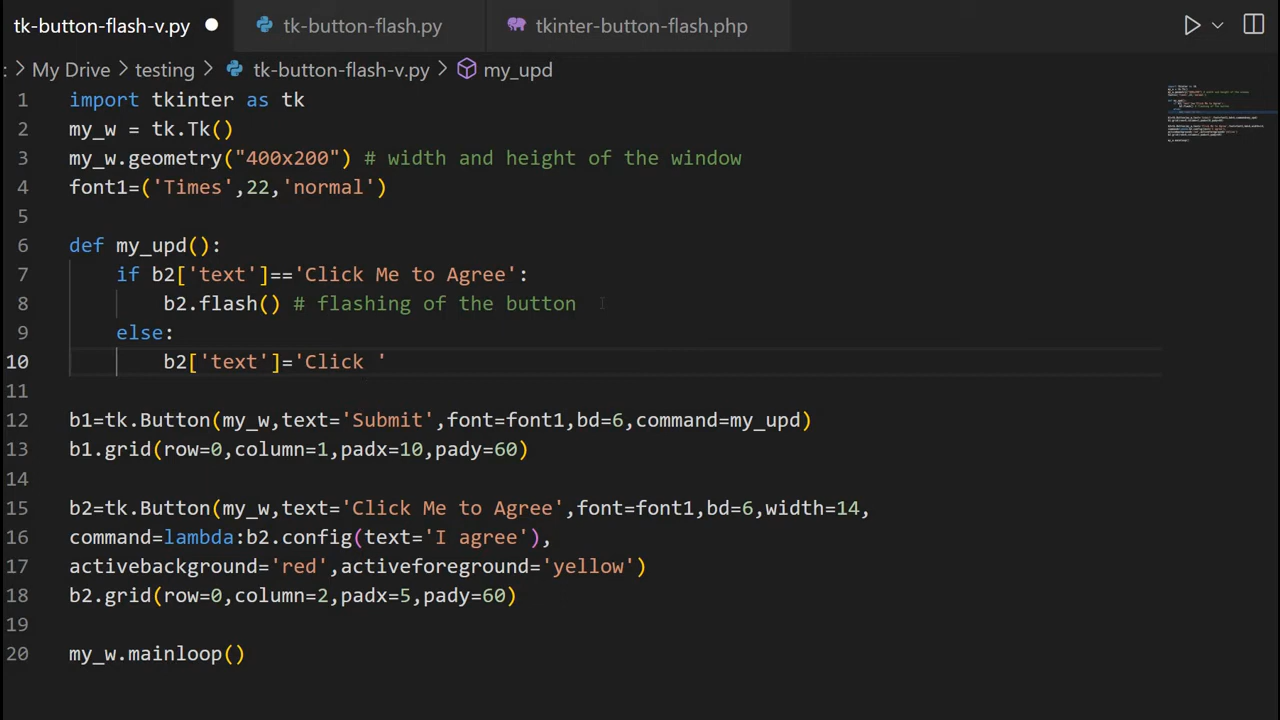 tk-button-flash-v.py tk-button-flash.py tkinter-button-flash.php
: > My Drive > testing > tk-button-flash-v.py > my_upd
1 import tkinter as tk
2 my_w = tk.Tk()
3 my_w.geometry("400x200") # width and height of the window
4 font1=('Times',22,'normal')
5
6 def my_upd():
7 if b2['text']=='Click Me to Agree':
8 b2.flash() # flashing of the button
9 else:
10 b2['text']='Click '
11
12 b1=tk.Button(my_w,text='Submit',font=font1,bd=6,command=my_upd)
13 b1.grid(row=0,column=1,padx=10,pady=60)
14
15 b2=tk.Button(my_w,text='Click Me to Agree',font=font1,bd=6,width=14,
16 command=lambda:b2.config(text='I agree'),
17 activebackground='red',activeforeground='yellow')
18 b2.grid(row=0,column=2,padx=5,pady=60)
19
20 my_w.mainloop()